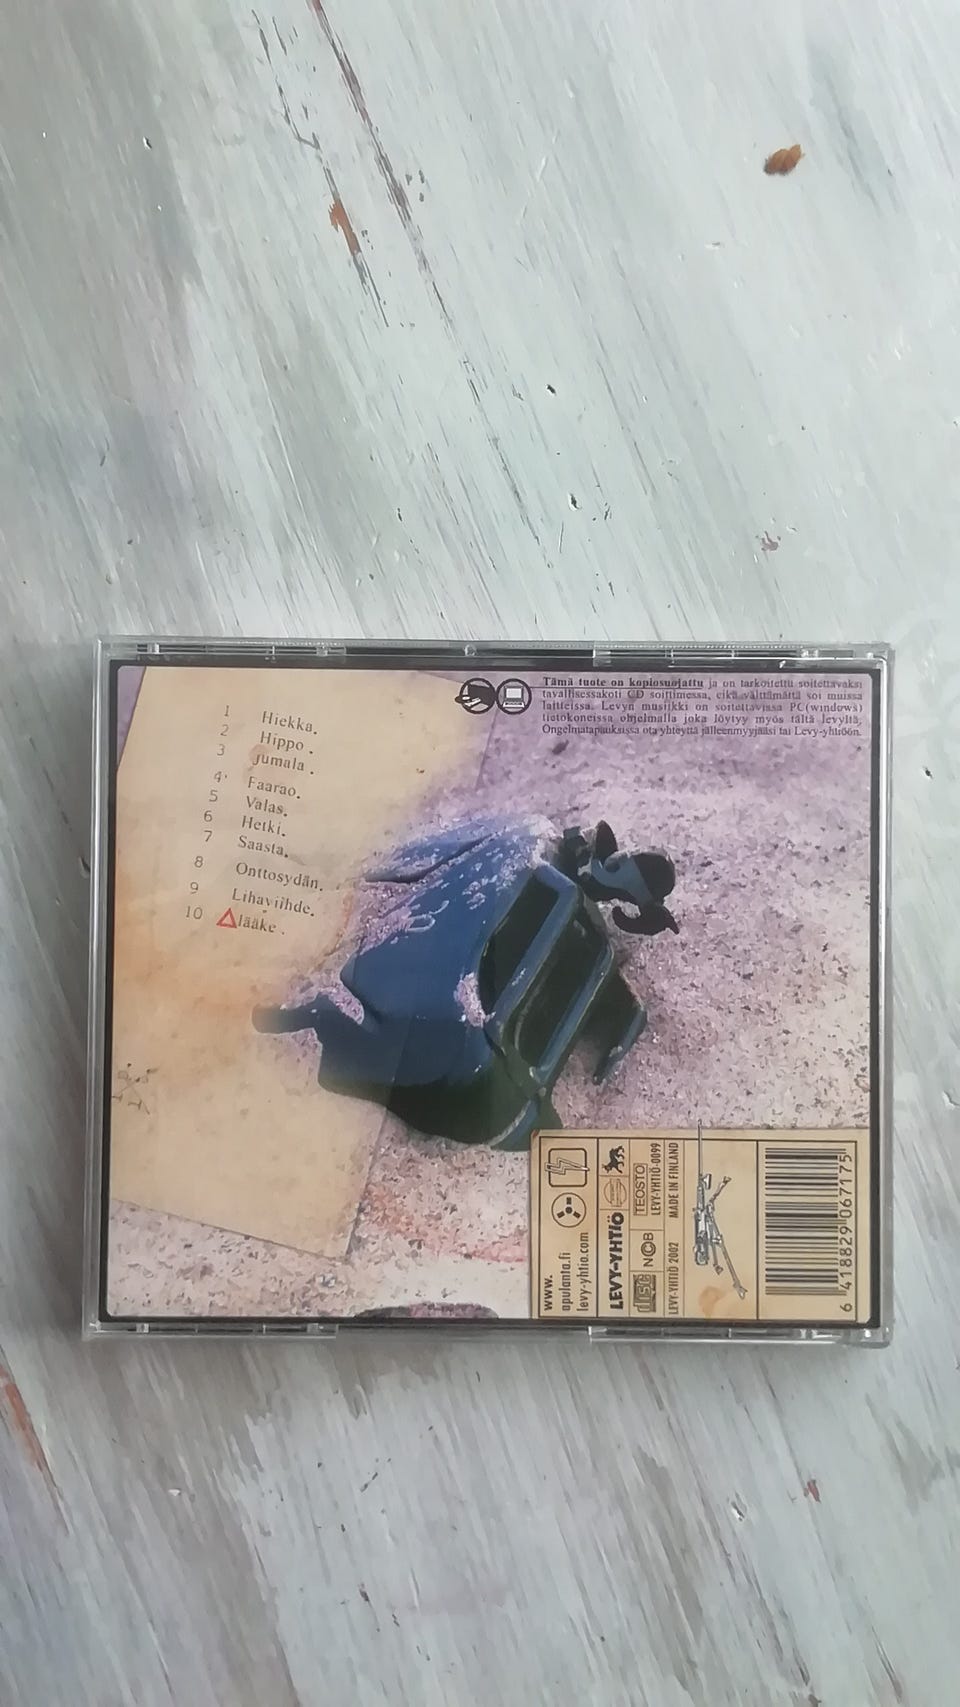 1 Hiekka.
2 Hippo.
3 Jumala.
4 Faarao.
5 Valas.
6 Hetki.
7 Saasta.
8 Onttosydän.
9 Lihaviihde.
10 lääke.
Tämä tuote on kopiosuojattu ja on tarkoitettu soitettavaksi
tavallisessakoti CD soittimessa, eikä välttämättä soi muissa
laitteissa. Levyn musiikki on soitettavissa PC(windows)
tietokoneissa ohjelmalla joka löytyy myös tältä levyltä.
Ongelmatapauksissa ota yhteyttä jälleenmyyjääsi tai Levy-yhtiöön.
www.
apulanta.fi
levy-yhtio.com
LEVY-YHTIÖ
disc NCB TEOSTO
LEVY-YHTIÖ-0099
LEVY-YHTIÖ 2002 MADE IN FINLAND
6 418829 067175